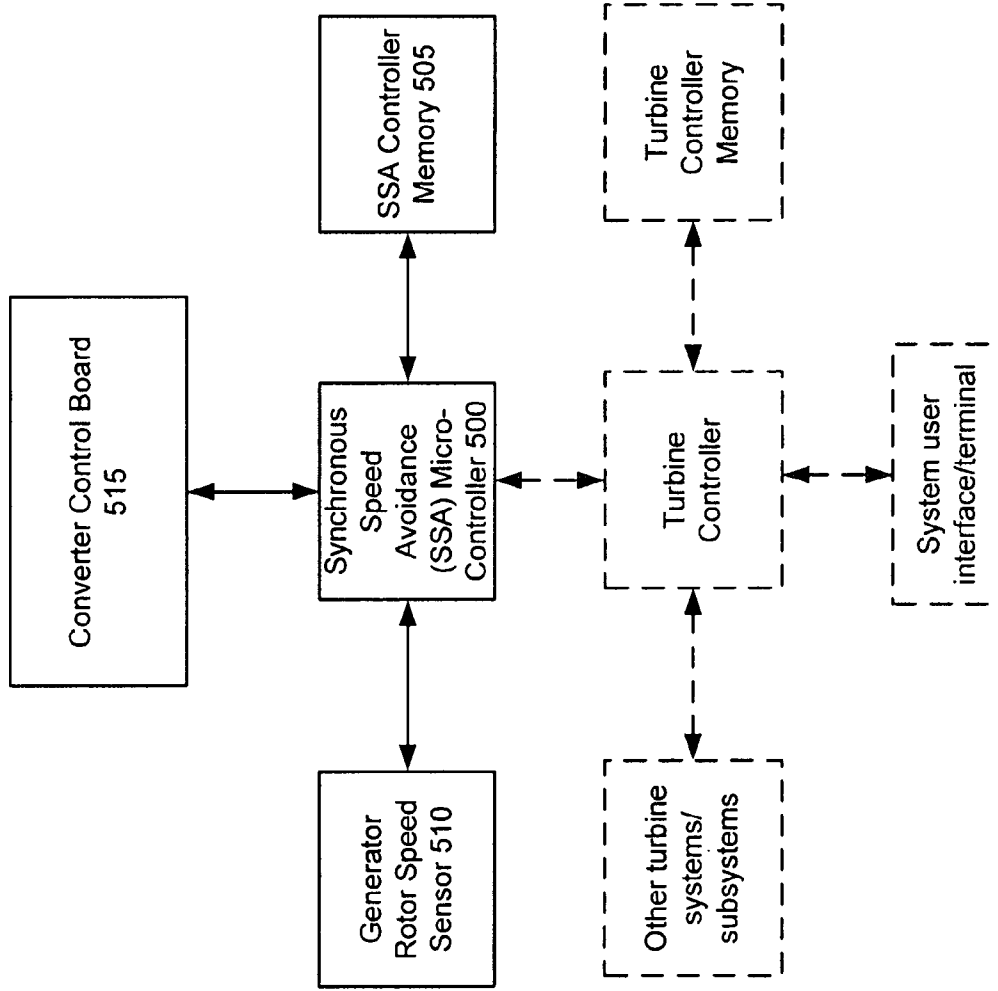 Converter Control Board
515
Generator
Rotor Speed
Sensor 510
Synchronous
Speed
Avoidance
(SSA) Micro-
Controller 500
SSA Controller
Memory 505
Other turbine
systems/
subsystems
Turbine
Controller
Turbine
Controller
Memory
System user
interface/terminal